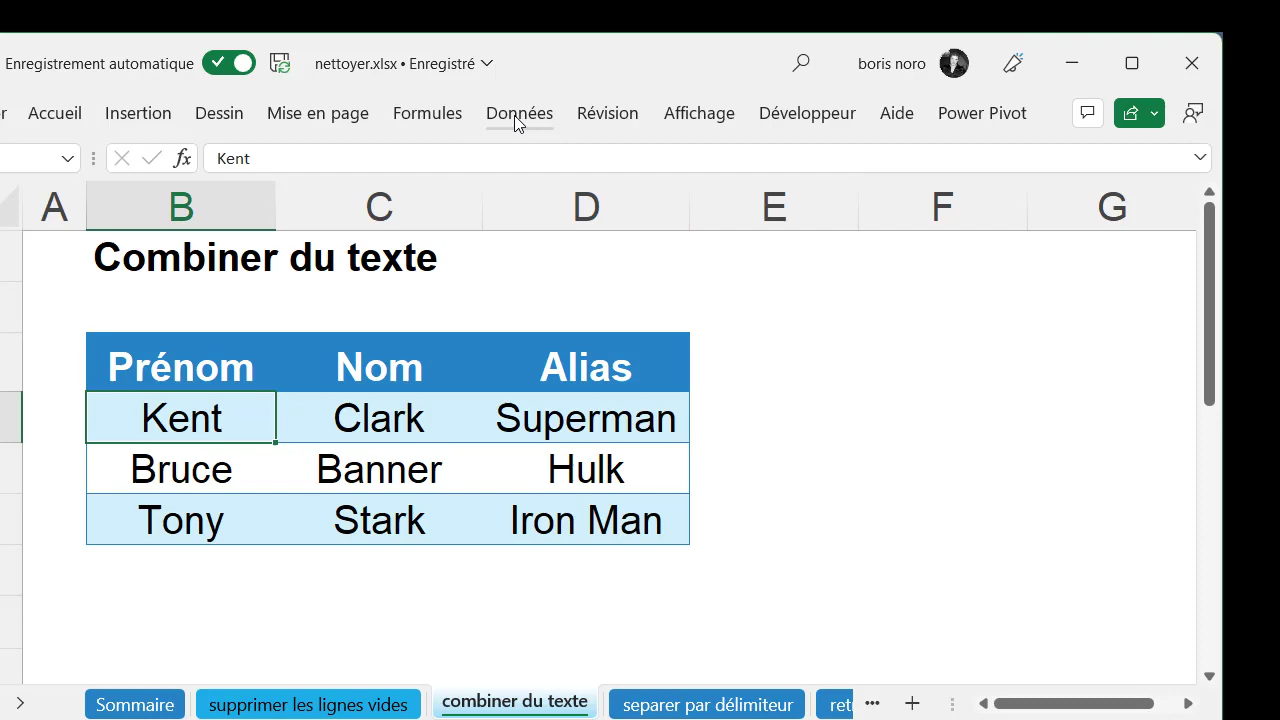 Enregistrement automatique nettoyer.xlsx • Enregistré boris noro
r Accueil Insertion Dessin Mise en page Formules Données Révision Affichage Développeur Aide Power Pivot
fx Kent
A B C D E F G
Combiner du texte
Prénom Nom Alias
Kent Clark Superman
Bruce Banner Hulk
Tony Stark Iron Man
Sommaire supprimer les lignes vides combiner du texte separer par délimiteur